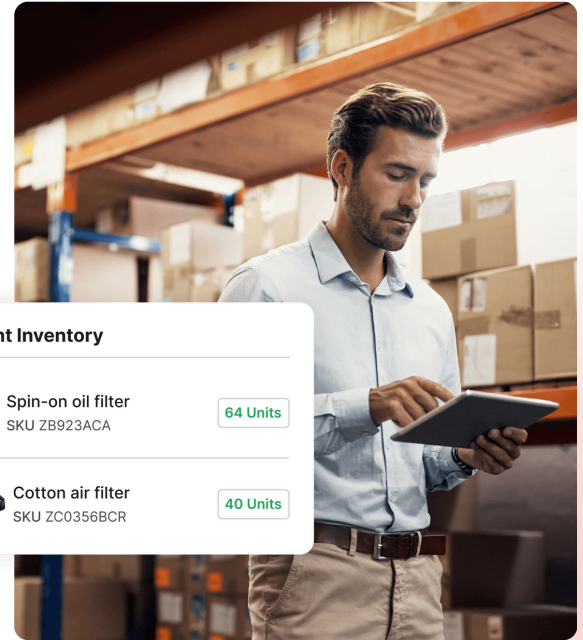 nt Inventory
Spin-on oil filter
64 Units
SKU ZB923ACA
Cotton air filter
40 Units
SKU ZC0356BCR